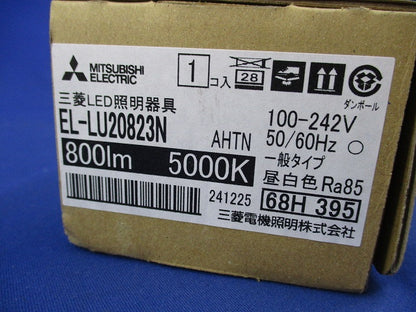 MITSUBISHI
ELECTRIC
1 コ入
28
ダンボール
三菱LED照明器具
EL-LU20823N
AHTN
100-242V
50/60Hz
800lm 5000K
一般タイプ
昼白色 Ra85
241225
68H 395
三菱電機照明株式会社